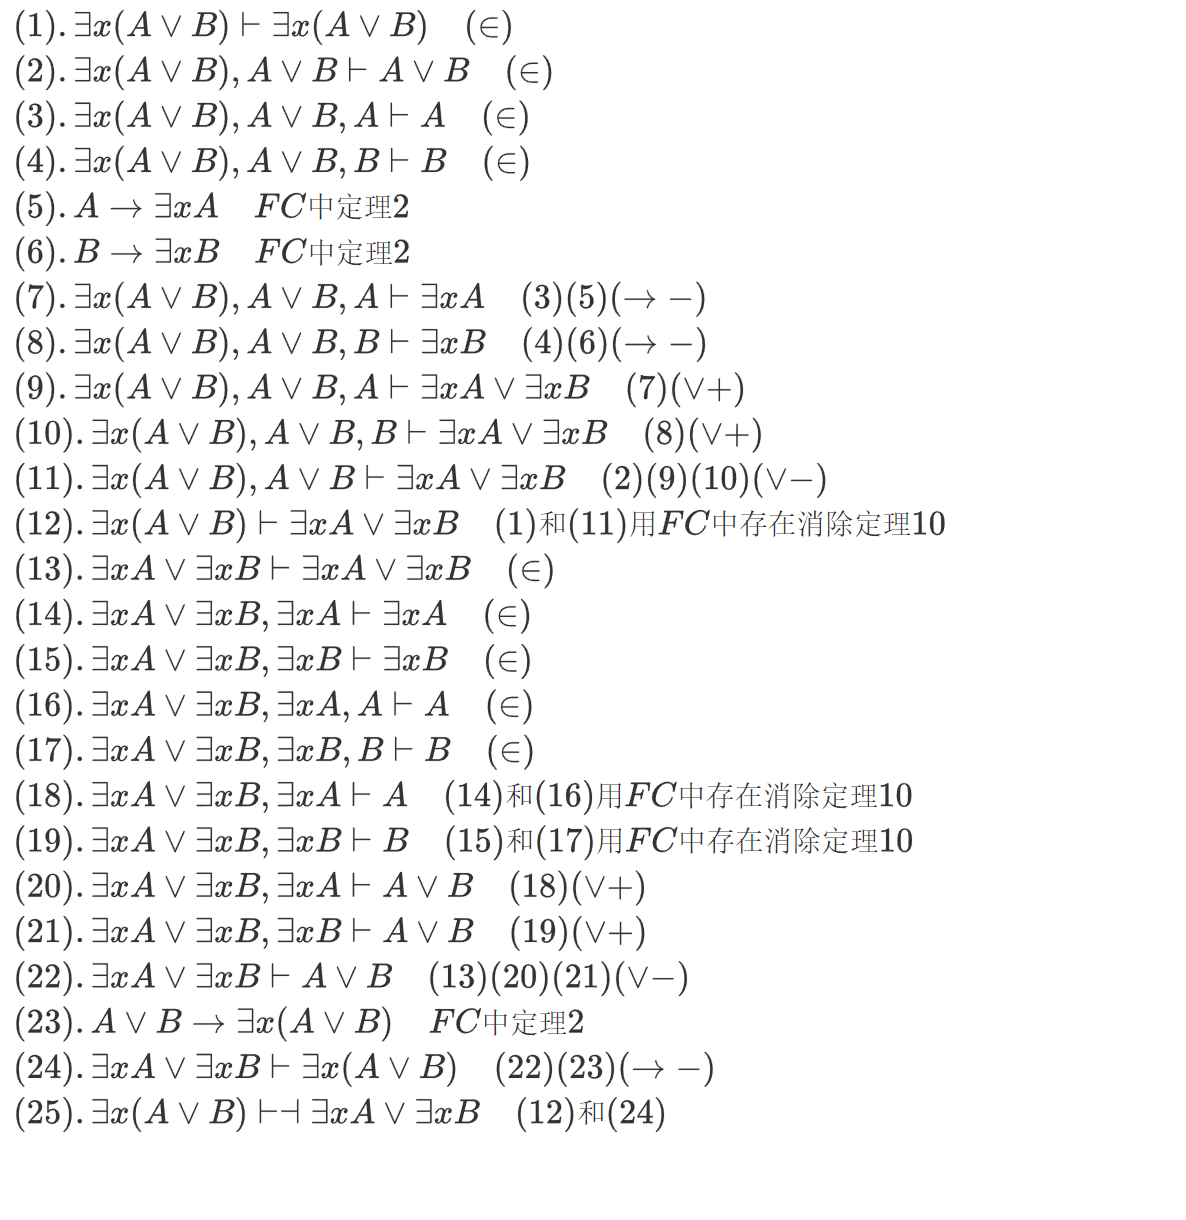 (1). ∃x(A ∨ B) ⊢ ∃x(A ∨ B) (∈)
(2). ∃x(A ∨ B), A ∨ B ⊢ A ∨ B (∈)
(3). ∃x(A ∨ B), A ∨ B, A ⊢ A (∈)
(4). ∃x(A ∨ B), A ∨ B, B ⊢ B (∈)
(5). A → ∃xA FC中定理2
(6). B → ∃xB FC中定理2
(7). ∃x(A ∨ B), A ∨ B, A ⊢ ∃xA (3)(5)(→ −)
(8). ∃x(A ∨ B), A ∨ B, B ⊢ ∃xB (4)(6)(→ −)
(9). ∃x(A ∨ B), A ∨ B, A ⊢ ∃xA ∨ ∃xB (7)(∨+)
(10). ∃x(A ∨ B), A ∨ B, B ⊢ ∃xA ∨ ∃xB (8)(∨+)
(11). ∃x(A ∨ B), A ∨ B ⊢ ∃xA ∨ ∃xB (2)(9)(10)(∨−)
(12). ∃x(A ∨ B) ⊢ ∃xA ∨ ∃xB (1)和(11)用FC中存在消除定理10
(13). ∃xA ∨ ∃xB ⊢ ∃xA ∨ ∃xB (∈)
(14). ∃xA ∨ ∃xB, ∃xA ⊢ ∃xA (∈)
(15). ∃xA ∨ ∃xB, ∃xB ⊢ ∃xB (∈)
(16). ∃xA ∨ ∃xB, ∃xA, A ⊢ A (∈)
(17). ∃xA ∨ ∃xB, ∃xB, B ⊢ B (∈)
(18). ∃xA ∨ ∃xB, ∃xA ⊢ A (14)和(16)用FC中存在消除定理10
(19). ∃xA ∨ ∃xB, ∃xB ⊢ B (15)和(17)用FC中存在消除定理10
(20). ∃xA ∨ ∃xB, ∃xA ⊢ A ∨ B (18)(∨+)
(21). ∃xA ∨ ∃xB, ∃xB ⊢ A ∨ B (19)(∨+)
(22). ∃xA ∨ ∃xB ⊢ A ∨ B (13)(20)(21)(∨−)
(23). A ∨ B → ∃x(A ∨ B) FC中定理2
(24). ∃xA ∨ ∃xB ⊢ ∃x(A ∨ B) (22)(23)(→ −)
(25). ∃x(A ∨ B) ⊢⊣ ∃xA ∨ ∃xB (12)和(24)